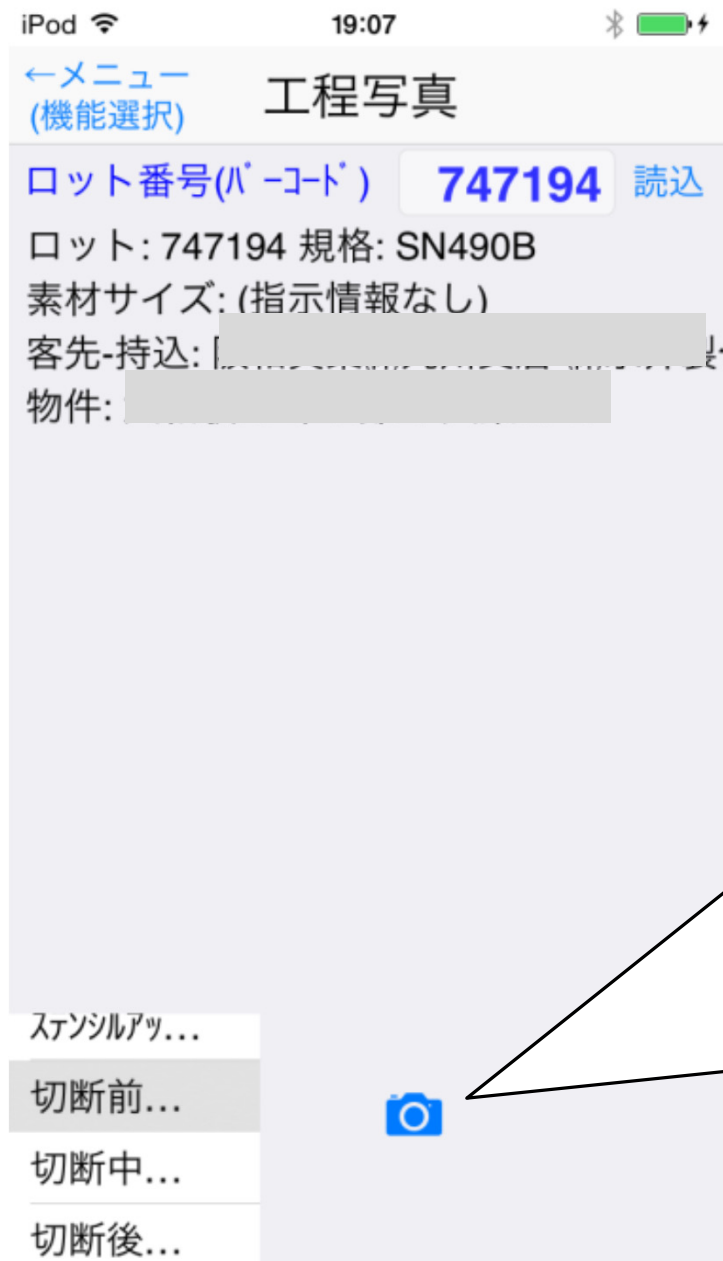 iPod 19:07
←メニュー
(機能選択)
工程写真
ロット番号(ﾊﾞｰｺｰﾄﾞ) 747194 読込
ロット: 747194 規格: SN490B
素材サイズ: (指示情報なし)
客先-持込:
物件:
ｽﾃﾝｼﾙｱｯ...
切断前...
切断中...
切断後...